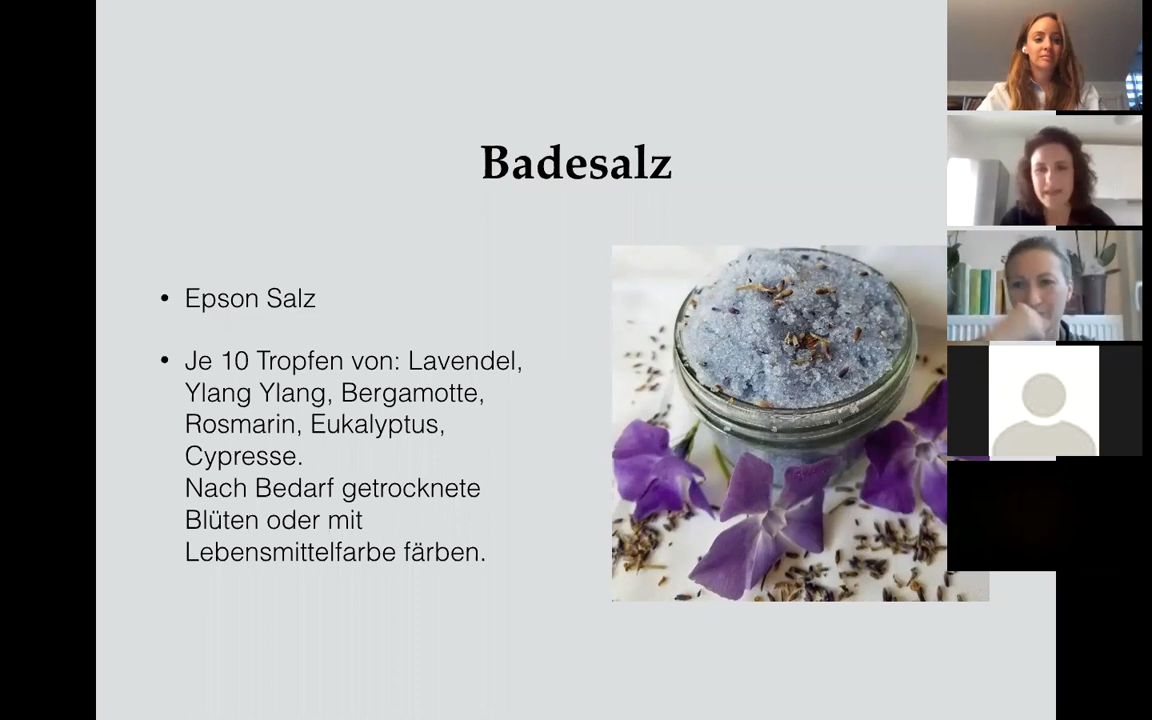 Badesalz
• Epson Salz
• Je 10 Tropfen von: Lavendel,
Ylang Ylang, Bergamotte,
Rosmarin, Eukalyptus,
Cypresse.
Nach Bedarf getrocknete
Blüten oder mit
Lebensmittelfarbe färben.